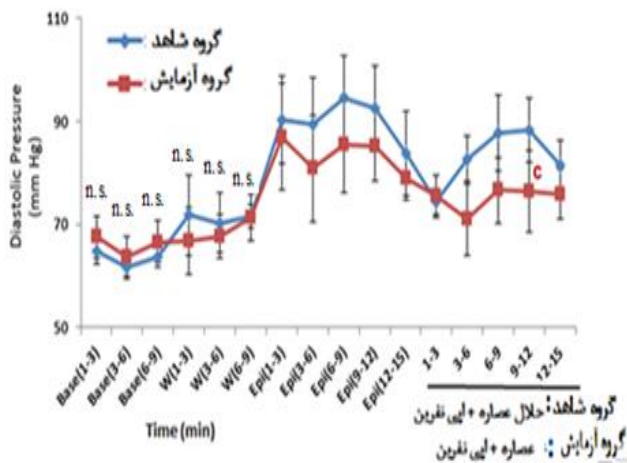 110
90
70
50
Diastolic Pressure
(mm Hg)
گروه شاهد :
گروه آزمایش :
n.s.
n.s.
n.s.
n.s.
n.s.
n.s.
c
Base(1-3)
Base(3-6)
Base(6-9)
W(1-3)
W(3-6)
W(6-9)
Epi(1-3)
Epi(3-6)
Epi(6-9)
Epi(9-12)
Epi(12-15)
1-3
3-6
6-9
9-12
12-15
Time (min)
گروه شاهد : حلال عصاره + اپی نفرین
گروه آزمایش : عصاره + اپی نفرین